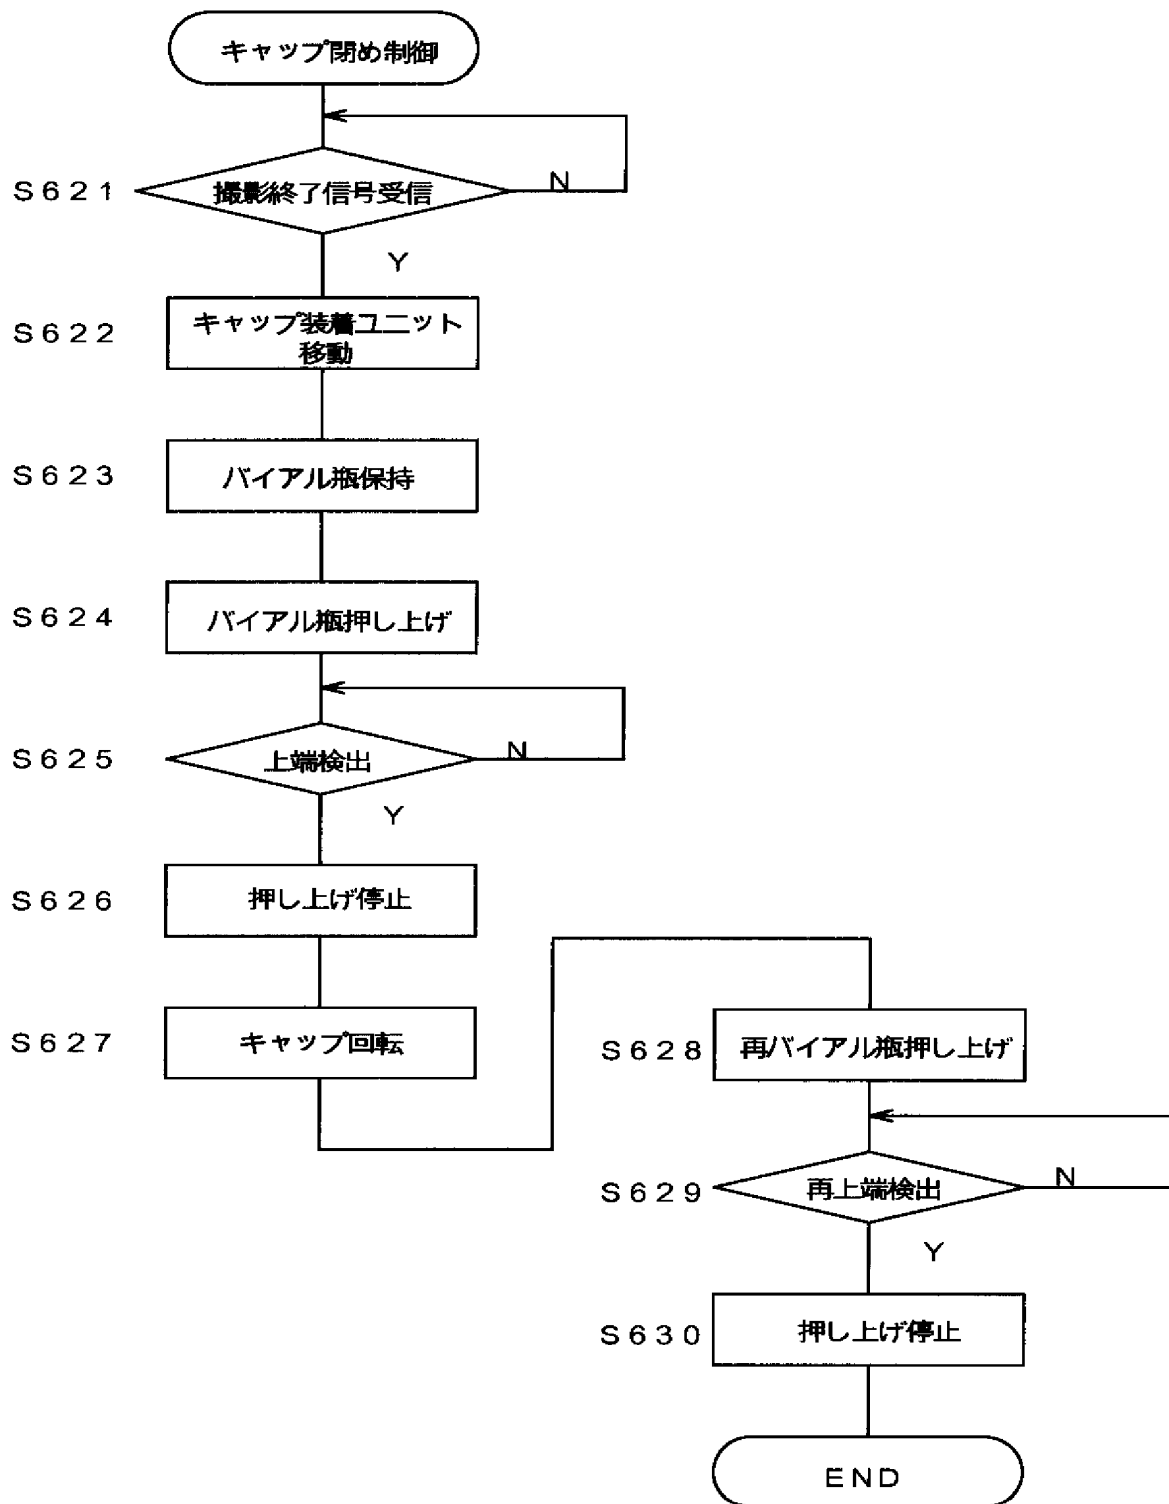 キャップ閉め制御
S621
撮影終了信号受信
N
Y
S622
キャップ装着ユニット
移動
S623
バイアル瓶保持
S624
バイアル瓶押し上げ
S625
上端検出
N
Y
S626
押し上げ停止
S627
キャップ回転
S628
再バイアル瓶押し上げ
S629
再上端検出
N
Y
S630
押し上げ停止
END